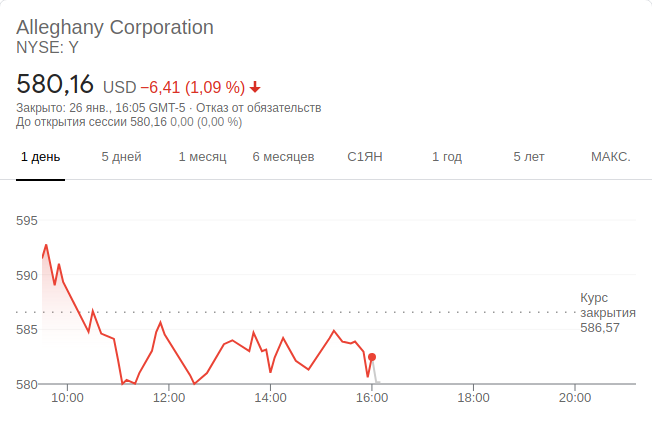 Alleghany Corporation
NYSE: Y
580,16 USD −6,41 (1,09 %)
Закрыто: 26 янв., 16:05 GMT-5 · Отказ от обязательств
До открытия сессии 580,16 0,00 (0,00 %)
1 день 5 дней 1 месяц 6 месяцев С1ЯН 1 год 5 лет МАКС.
595
590
Курс
закрытия
586,57
585
580
10:00 12:00 14:00 16:00 18:00 20:00